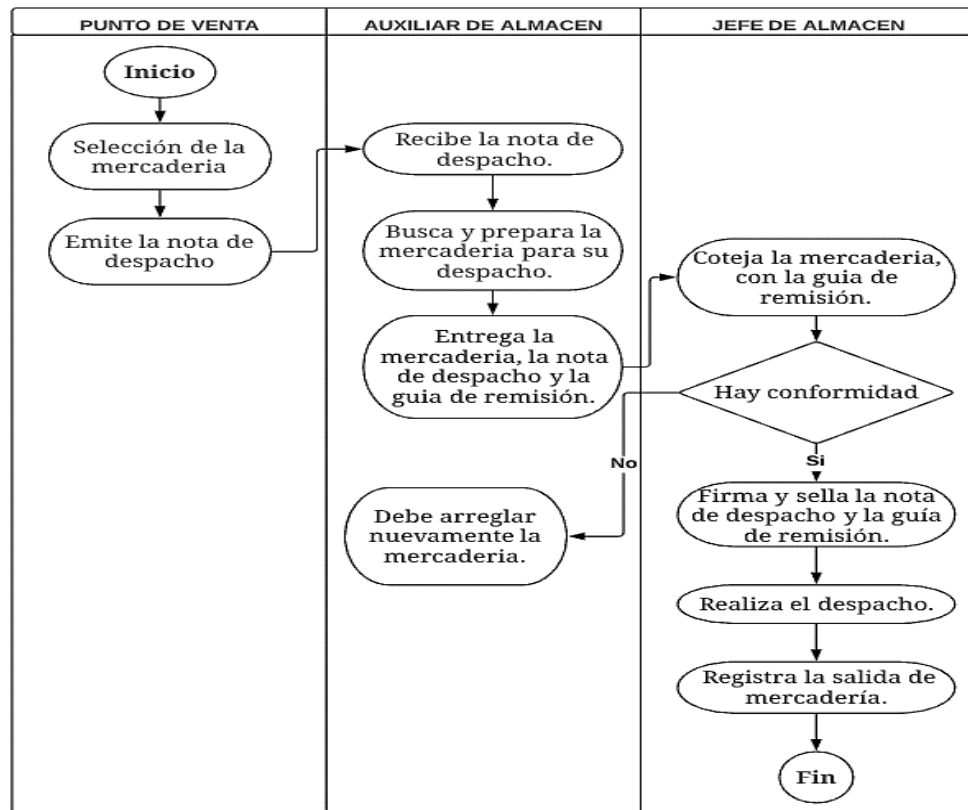 PUNTO DE VENTA
AUXILIAR DE ALMACEN
JEFE DE ALMACEN
Inicio
Selección de la
mercaderia
Emite la nota de
despacho
Recibe la nota de
despacho.
Busca y prepara la
mercaderia para su
despacho.
Entrega la
mercaderia, la nota
de despacho y la
guia de remisión.
Debe arreglar
nuevamente la
mercaderia.
Coteja la mercaderia,
con la guia de
remisión.
Hay conformidad
No
Si
Firma y sella la nota
de despacho y la guía
de remisión.
Realiza el despacho.
Registra la salida de
mercadería.
Fin